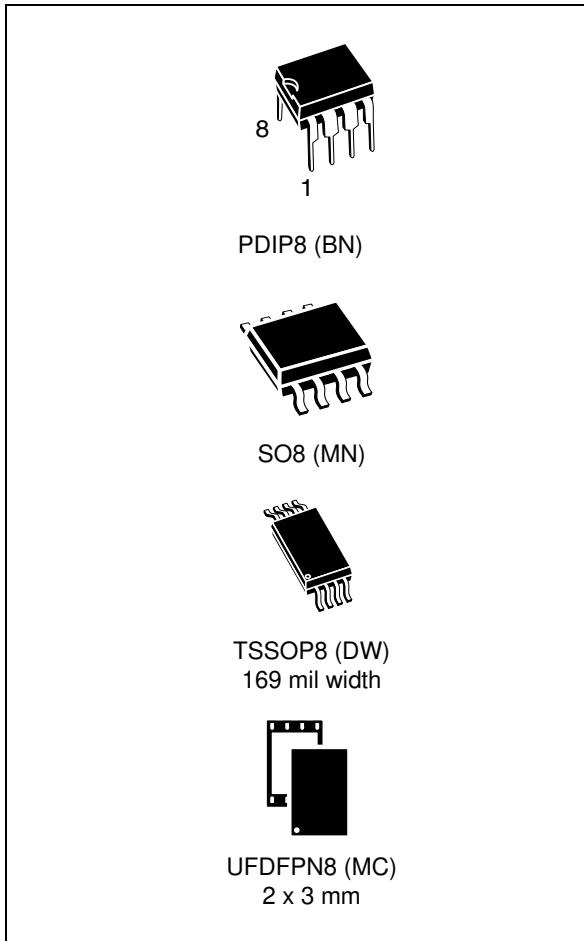 8
1
PDIP8 (BN)
SO8 (MN)
TSSOP8 (DW)
169 mil width
UFDFPN8 (MC)
2 x 3 mm